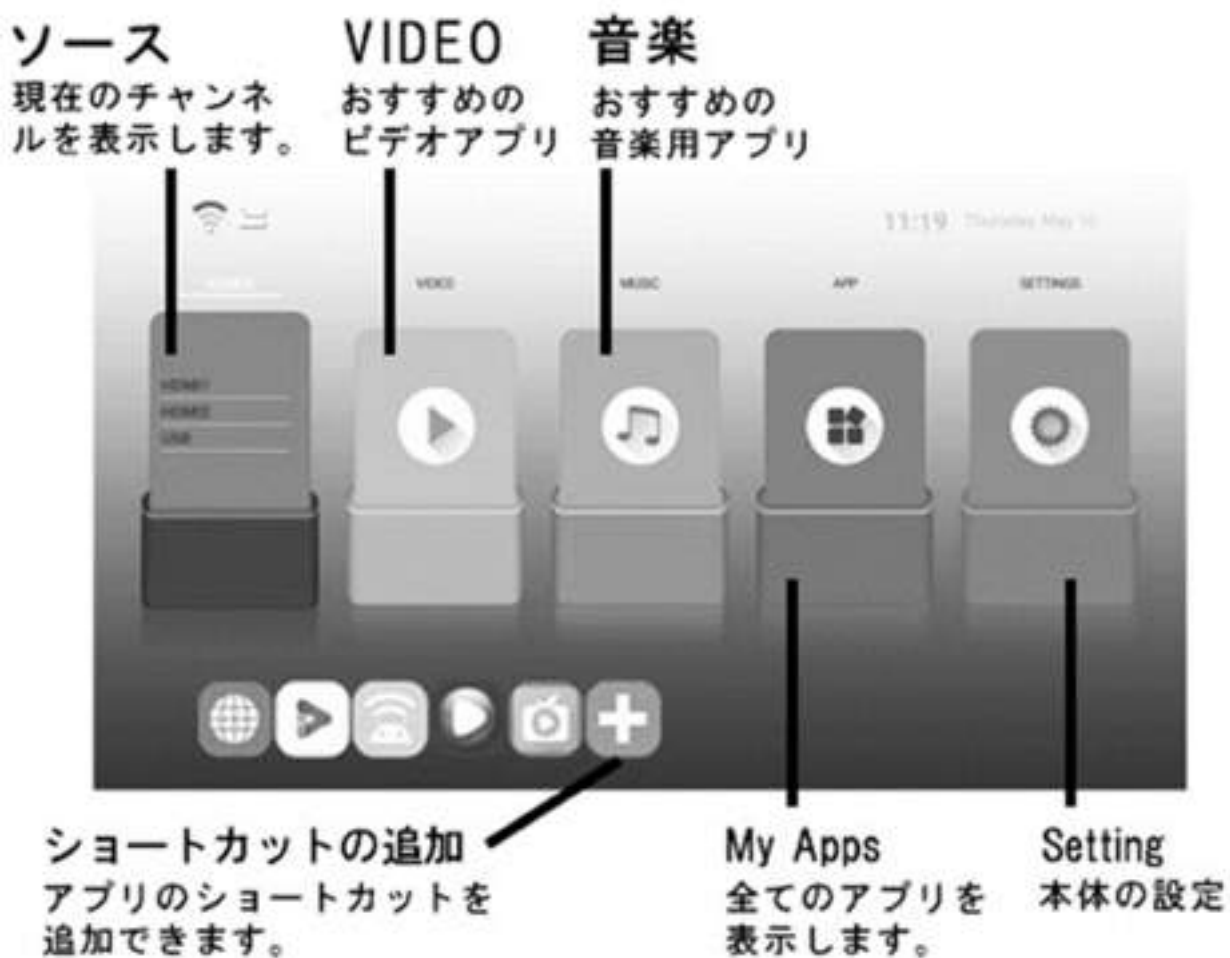 ソース
現在のチャンネ
ルを表示します。
VIDEO
おすすめの
ビデオアプリ
音楽
おすすめの
音楽用アプリ
11:19
VIDEO
MUSIC
APP
SETTINGS
HDMI1
HDMI2
USB
ショートカットの追加
アプリのショートカットを
追加できます。
My Apps
全てのアプリを
表示します。
Setting
本体の設定